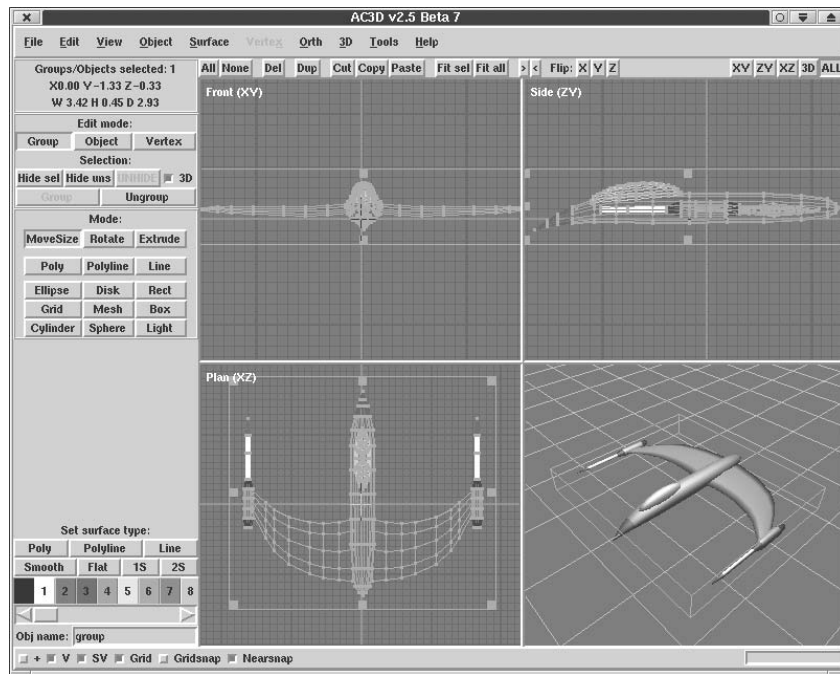 AC3D v2.5 Beta 7
File Edit View Object Surface Vertex Orth 3D Tools Help
Groups/Objects selected: 1
X0.00 Y-1.33 Z-0.33
W 3.42 H 0.45 D 2.93
All None Del Dup Cut Copy Paste Fit sel Fit all > < Flip: X Y Z XY ZY XZ 3D ALL
Edit mode:
Group Object Vertex
Selection:
Hide sel Hide uns UNHIDE 3D
Group Ungroup
Mode:
MoveSize Rotate Extrude
Poly Polyline Line
Ellipse Disk Rect
Grid Mesh Box
Cylinder Sphere Light
Front (XY)
Side (ZY)
Plan (XZ)
Set surface type:
Poly Polyline Line
Smooth Flat 1S 2S
1 2 3 4 5 6 7 8
Obj name: group
+ V SV Grid Gridsnap Nearsnap